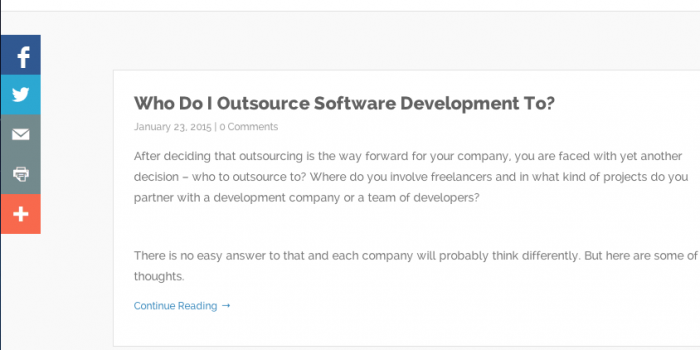 Who Do I Outsource Software Development To?
January 23, 2015 | 0 Comments
After deciding that outsourcing is the way forward for your company, you are faced with yet another
decision – who to outsource to? Where do you involve freelancers and in what kind of projects do you
partner with a development company or a team of developers?
There is no easy answer to that and each company will probably think differently. But here are some of
thoughts.
Continue Reading →